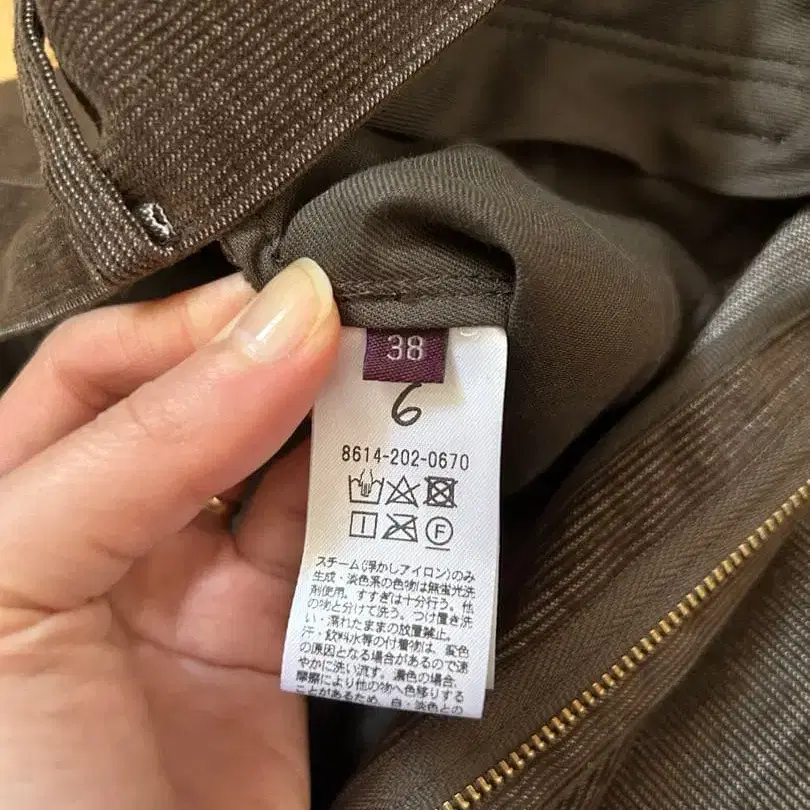 38
6
8614-202-0670
F
スチーム(浮かしアイロン)のみ
生成・淡色系の色物は無蛍光洗
剤使用。すすぎは十分行う。他
の物と分けて洗う。つけ置き洗
い・濡れたままの放置禁止。
汗・飲料水等の付着物は、変色
の原因となる場合があるので速
やかに洗い流す。濃色の場合、
摩擦により他の物へ色移りする
ことがあるため、白・淡色との